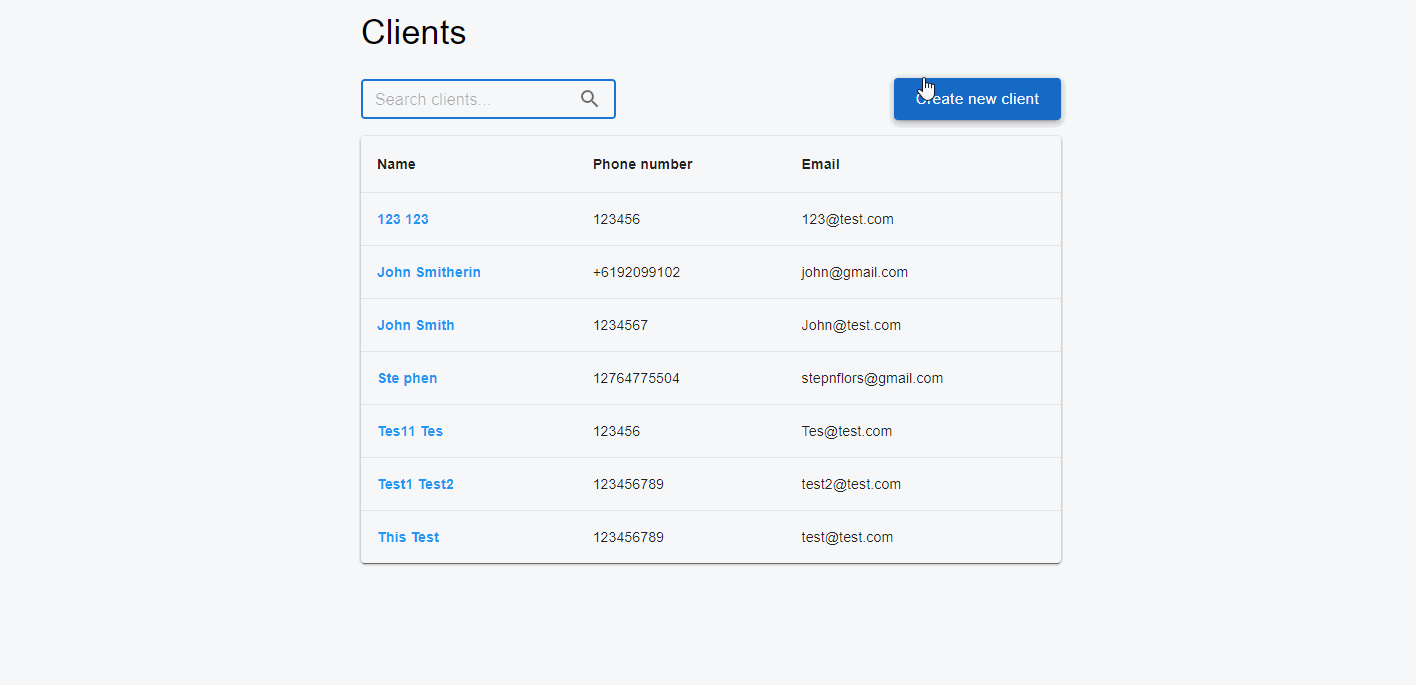 Clients
Search clients... Create new client
Name Phone number Email
123 123 123456 123@test.com
John Smitherin +6192099102 john@gmail.com
John Smith 1234567 John@test.com
Ste phen 12764775504 stepnflors@gmail.com
Tes11 Tes 123456 Tes@test.com
Test1 Test2 123456789 test2@test.com
This Test 123456789 test@test.com